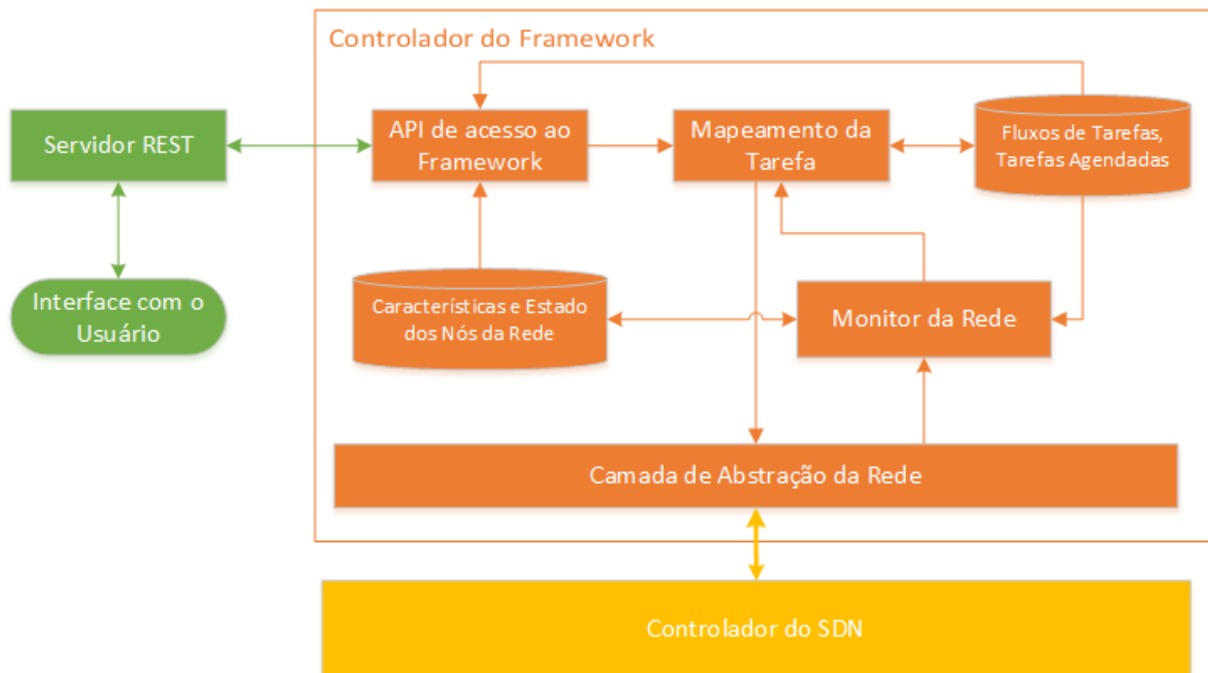 Controlador do Framework
Servidor REST
API de acesso ao
Framework
Mapeamento da
Tarefa
Fluxos de Tarefas,
Tarefas Agendadas
Interface com o
Usuário
Característícas e Estado
dos Nós da Rede
Monitor da Rede
Camada de Abstração da Rede
Controlador do SDN